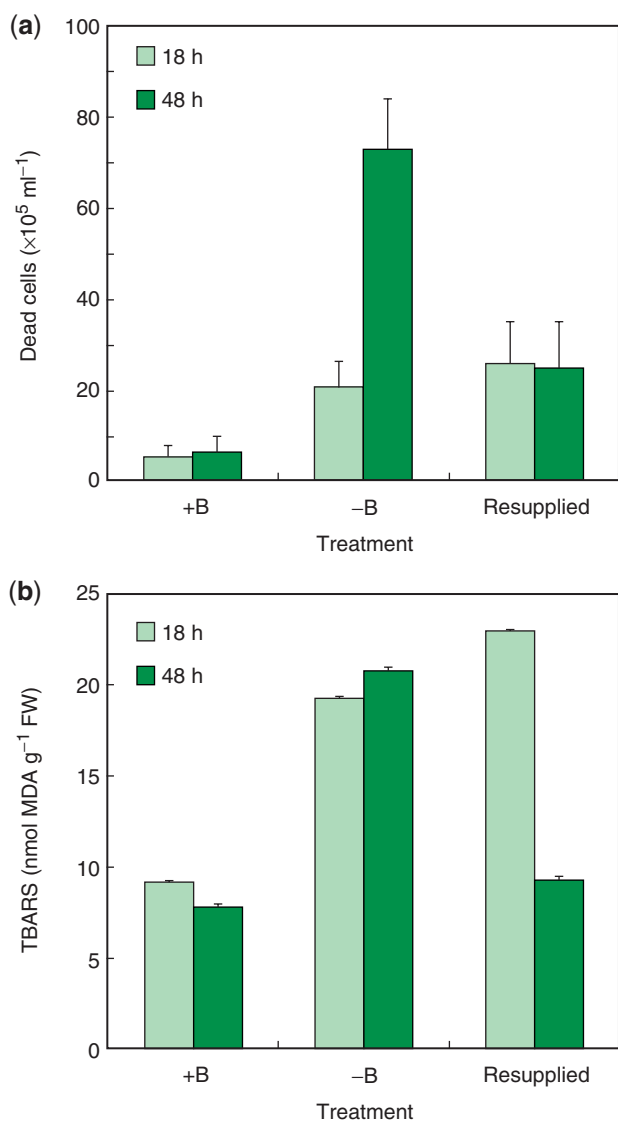 (a)
100
80
60
40
20
0
Dead cells (×10⁵ ml⁻¹)
18 h
48 h
+B
−B
Resupplied
Treatment
(b)
25
20
15
10
5
0
TBARS (nmol MDA g⁻¹ FW)
18 h
48 h
+B
−B
Resupplied
Treatment